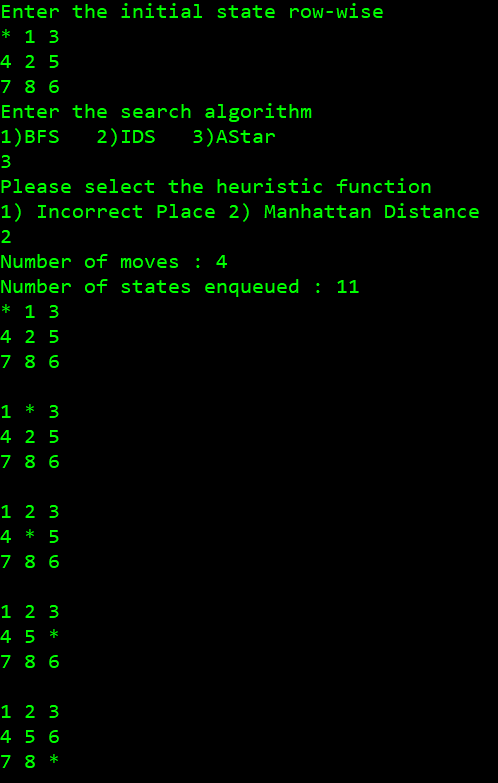 Enter the initial state row-wise
* 1 3
4 2 5
7 8 6
Enter the search algorithm
1)BFS   2)IDS   3)AStar
3
Please select the heuristic function
1) Incorrect Place 2) Manhattan Distance
2
Number of moves : 4
Number of states enqueued : 11
* 1 3
4 2 5
7 8 6

1 * 3
4 2 5
7 8 6

1 2 3
4 * 5
7 8 6

1 2 3
4 5 *
7 8 6

1 2 3
4 5 6
7 8 *